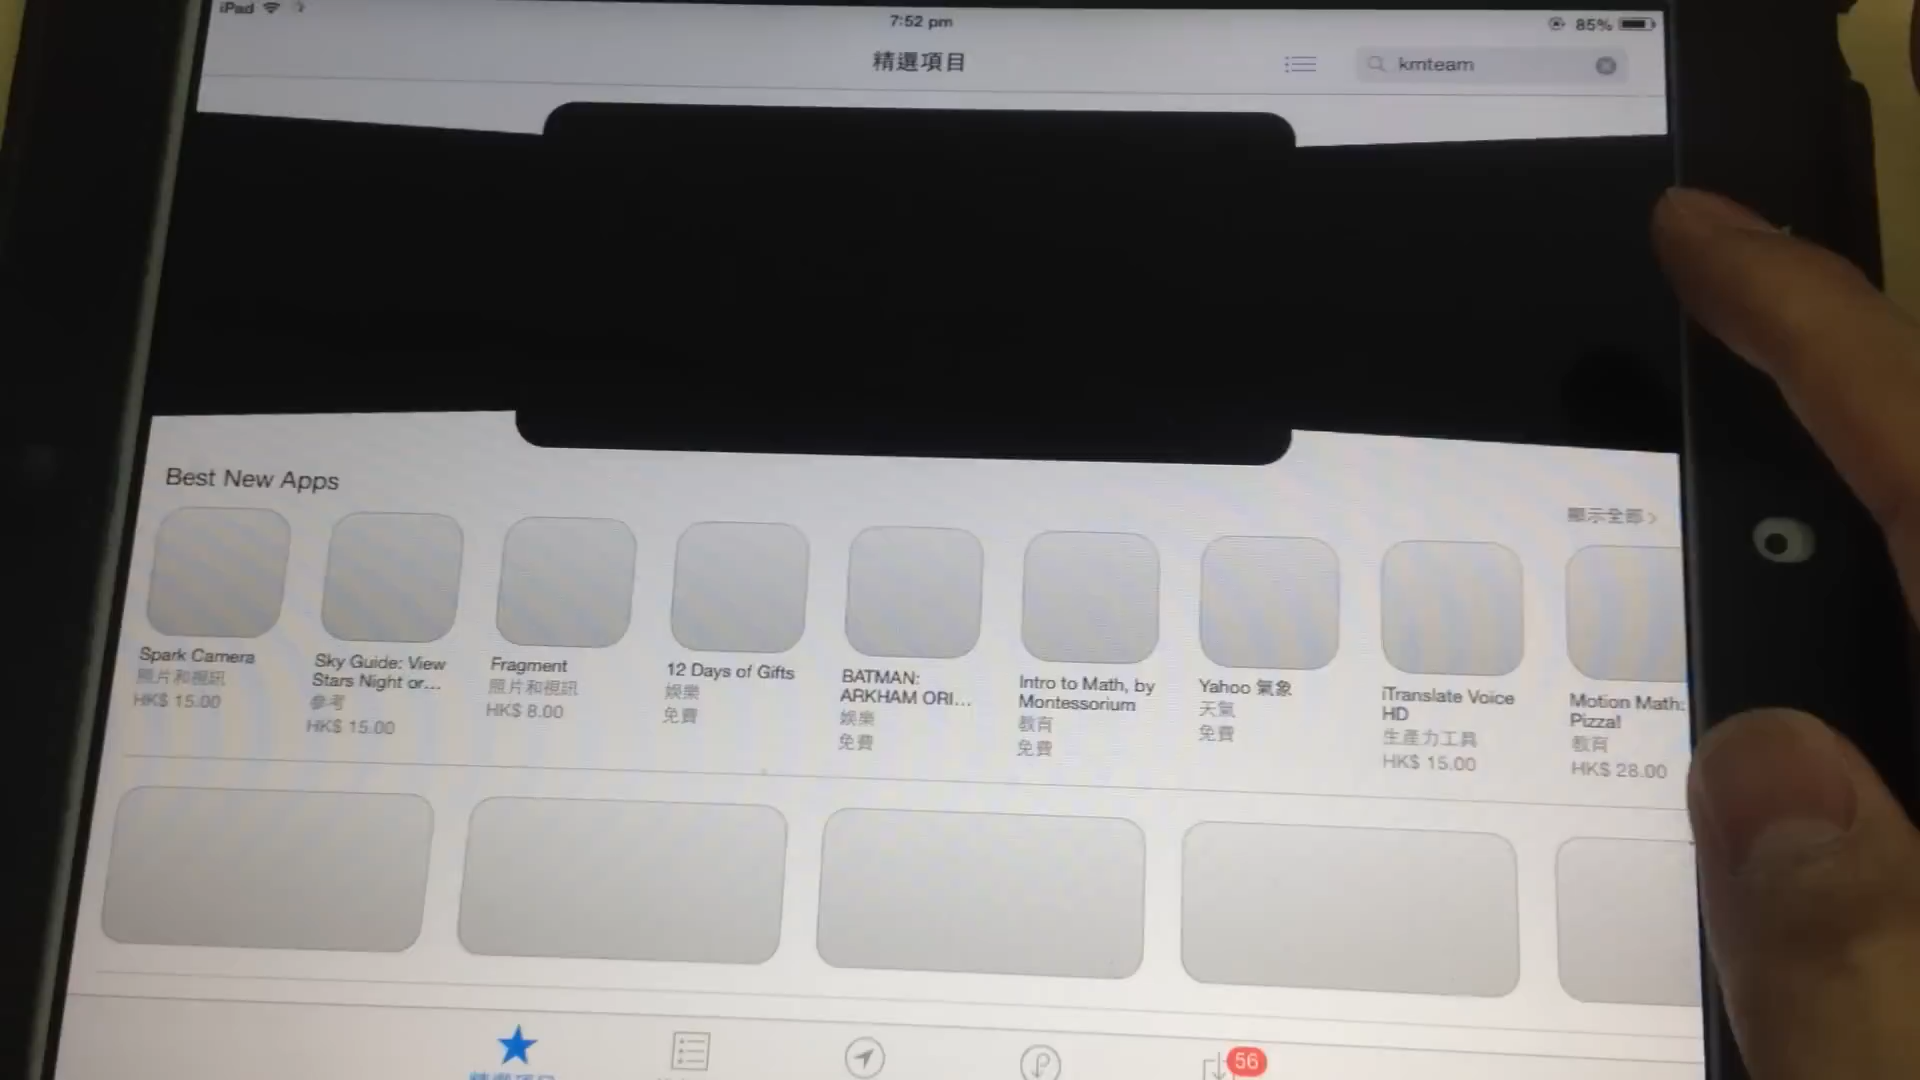 iPad
7:52 pm
85%
精選項目
kmteam
Best New Apps
顯示全部 >
Spark Camera
照片和視訊
HK$ 15.00
Sky Guide: View
Stars Night or...
參考
HK$ 15.00
Fragment
照片和視訊
HK$ 8.00
12 Days of Gifts
娛樂
免費
BATMAN:
ARKHAM ORI...
娛樂
免費
Intro to Math, by
Montessorium
教育
免費
Yahoo 氣象
天氣
免費
iTranslate Voice
HD
生產力工具
HK$ 15.00
Motion Math:
Pizza!
教育
HK$ 28.00
56
精選項目